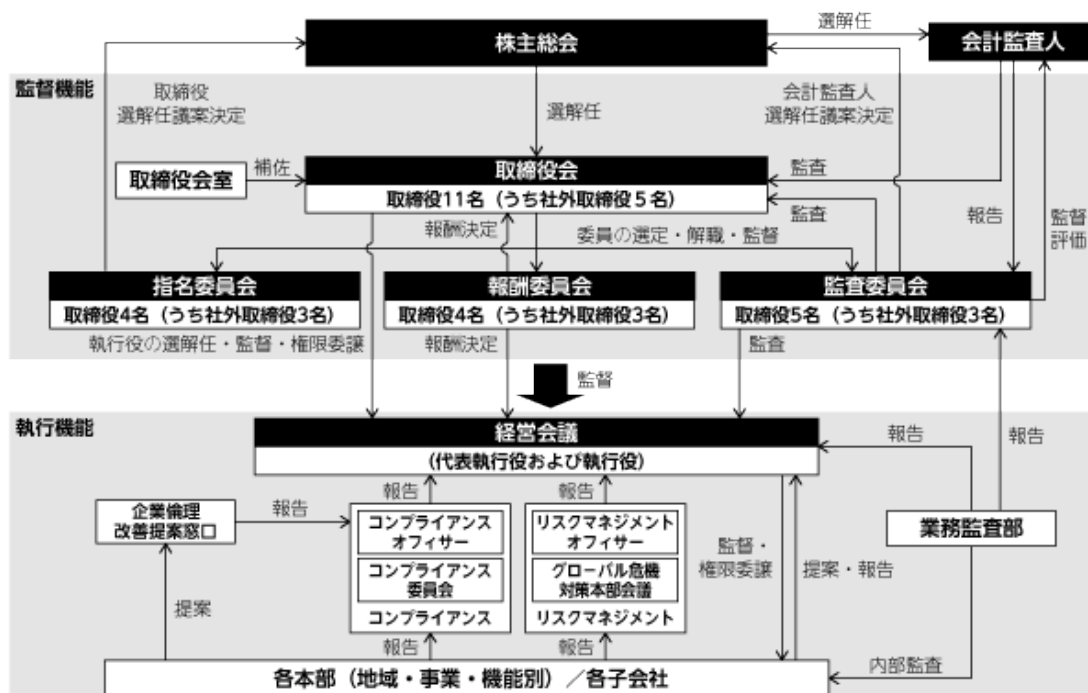 株主総会
選解任
会計監査人
監督機能
取締役
選解任議案決定
選解任
会計監査人
選解任議案決定
取締役会室
補佐
取締役会
取締役11名（うち社外取締役５名）
監査
監査
報告
監督
評価
報酬決定
委員の選定・解職・監督
指名委員会
取締役4名（うち社外取締役3名）
報酬委員会
取締役4名（うち社外取締役3名）
監査委員会
取締役5名（うち社外取締役3名）
執行役の選解任・監督・権限委譲
報酬決定
監査
監督
執行機能
経営会議
（代表執行役および執行役）
報告
報告
報告
報告
企業倫理
改善提案窓口
報告
コンプライアンス
オフィサー
コンプライアンス
委員会
コンプライアンス
リスクマネジメント
オフィサー
グローバル危機
対策本部会議
リスクマネジメント
監督・
権限委譲
提案・報告
業務監査部
提案
報告
報告
内部監査
各本部（地域・事業・機能別）／各子会社